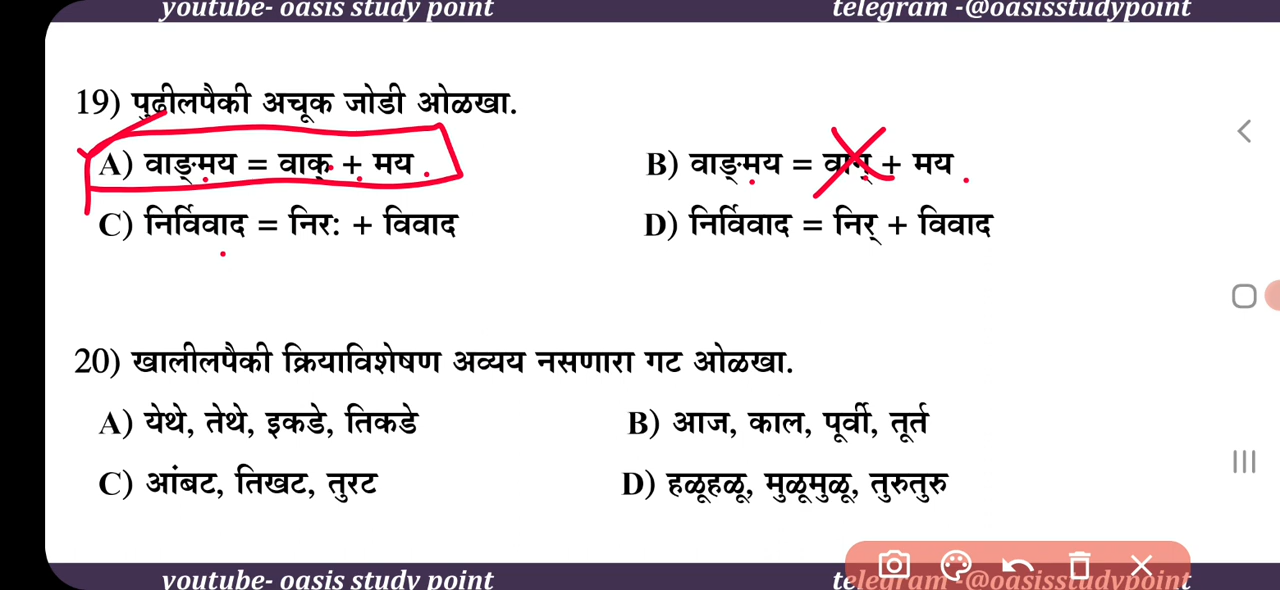 youtube- oasis study point telegram -@oasisstudypoint
19) पुढीलपैकी अचूक जोडी ओळखा.
A) वाङ्मय = वाक् + मय B) वाङ्मय = वान् + मय
C) निर्विवाद = निर: + विवाद D) निर्विवाद = निर् + विवाद
20) खालीलपैकी क्रियाविशेषण अव्यय नसणारा गट ओळखा.
A) येथे, तेथे, इकडे, तिकडे B) आज, काल, पूर्वी, तूर्त
C) आंबट, तिखट, तुरट D) हळूहळू, मुळूमुळू, तुरुतुरु
youtube- oasis study point telegram -@oasisstudypoint